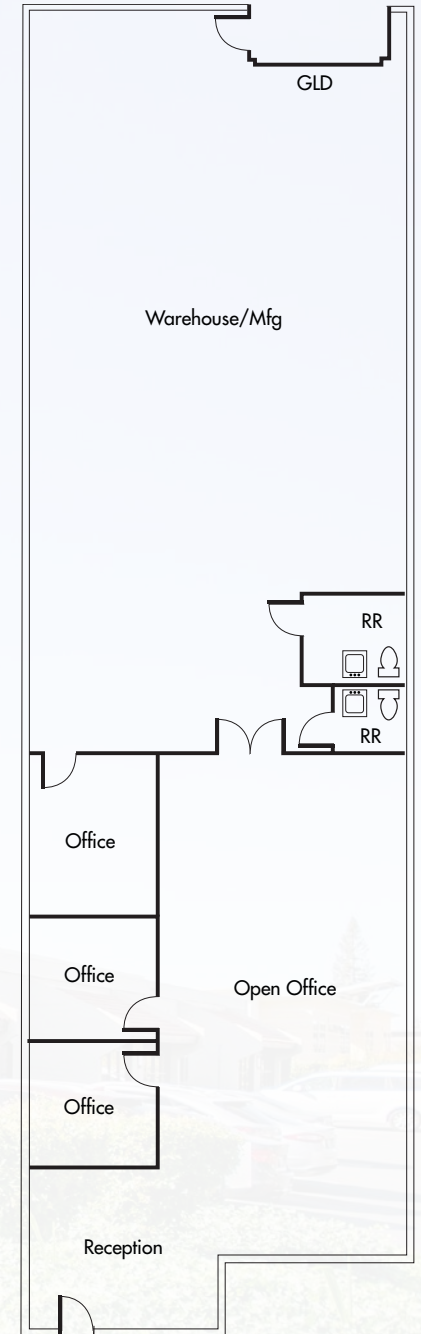 GLD
Warehouse/Mfg
RR
RR
Office
Office
Open Office
Office
Reception